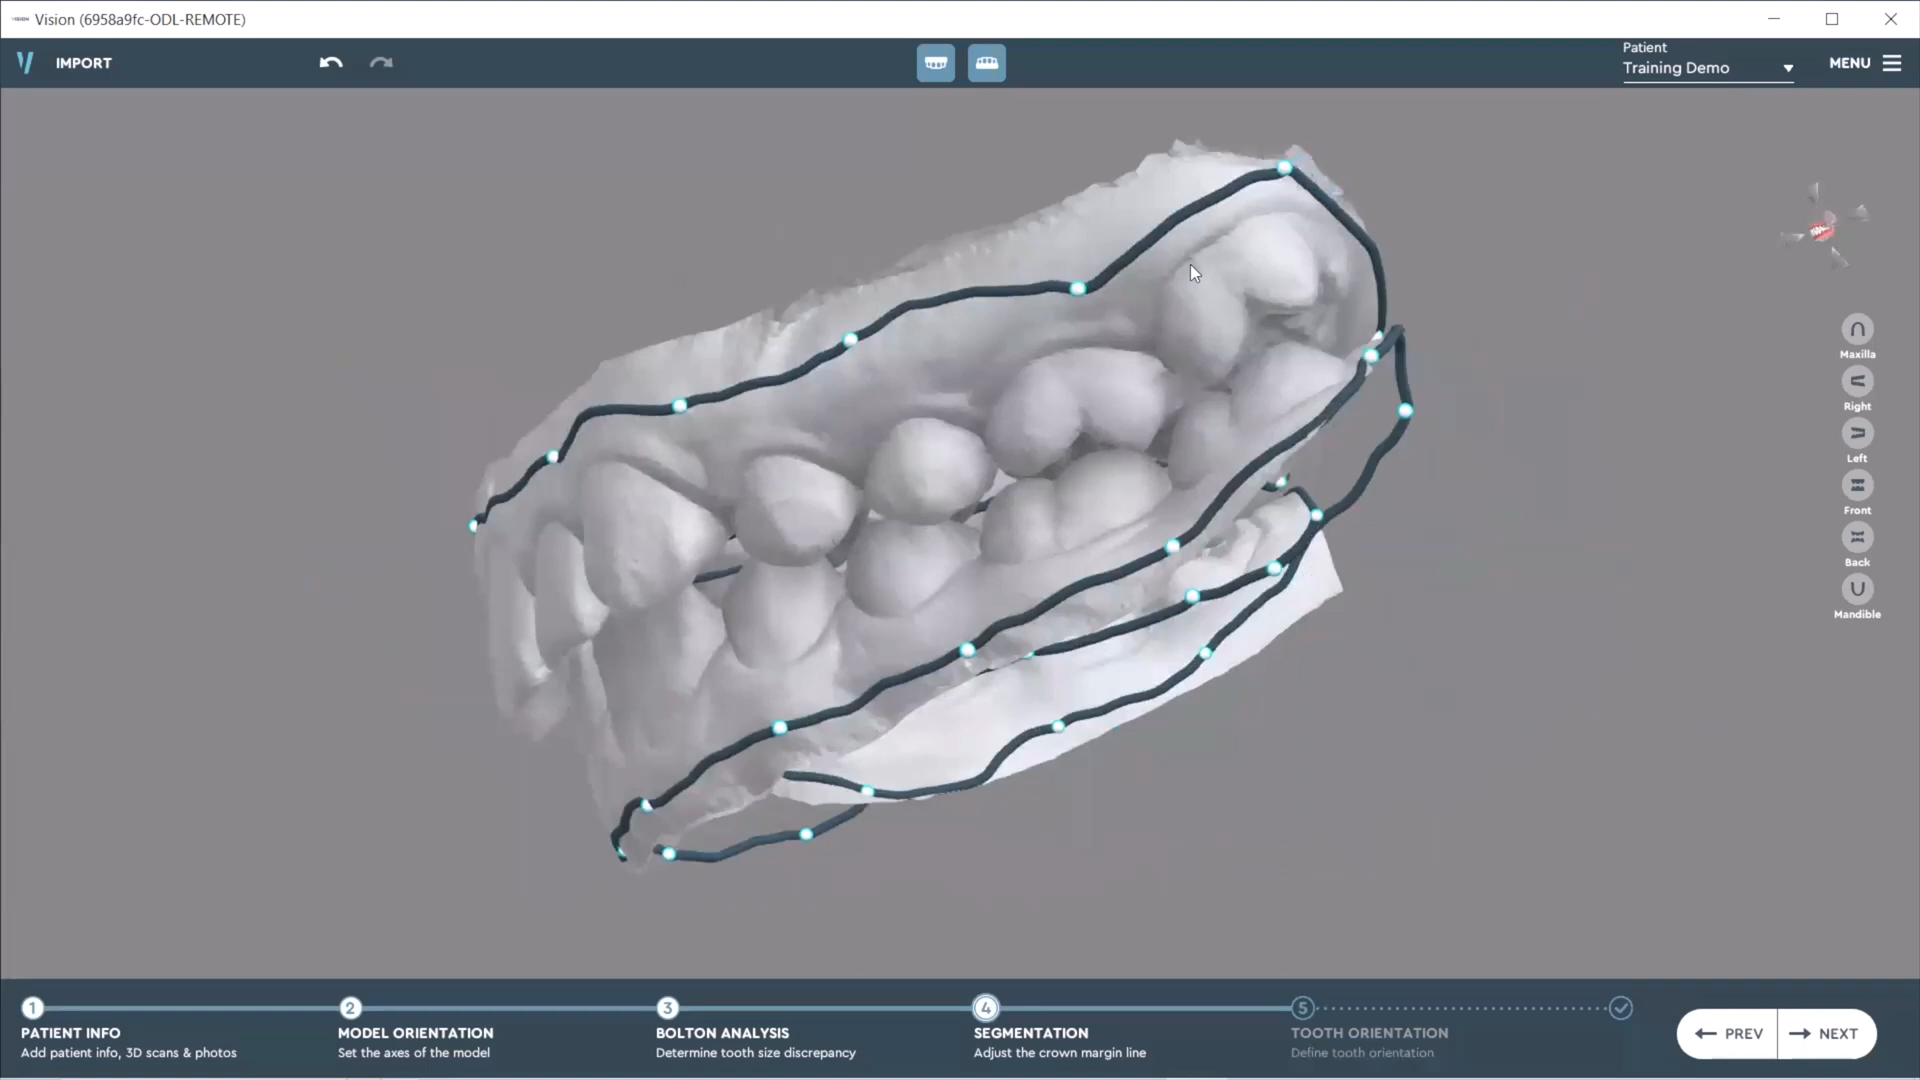 Vision (6958a9fc-ODL-REMOTE)
IMPORT
Patient
Training Demo
MENU
Maxilla
Right
Left
Front
Back
Mandible
1
2
3
4
5
PATIENT INFO
MODEL ORIENTATION
BOLTON ANALYSIS
SEGMENTATION
TOOTH ORIENTATION
Add patient info, 3D scans & photos
Set the axes of the model
Determine tooth size discrepancy
Adjust the crown margin line
Define tooth orientation
PREV
NEXT